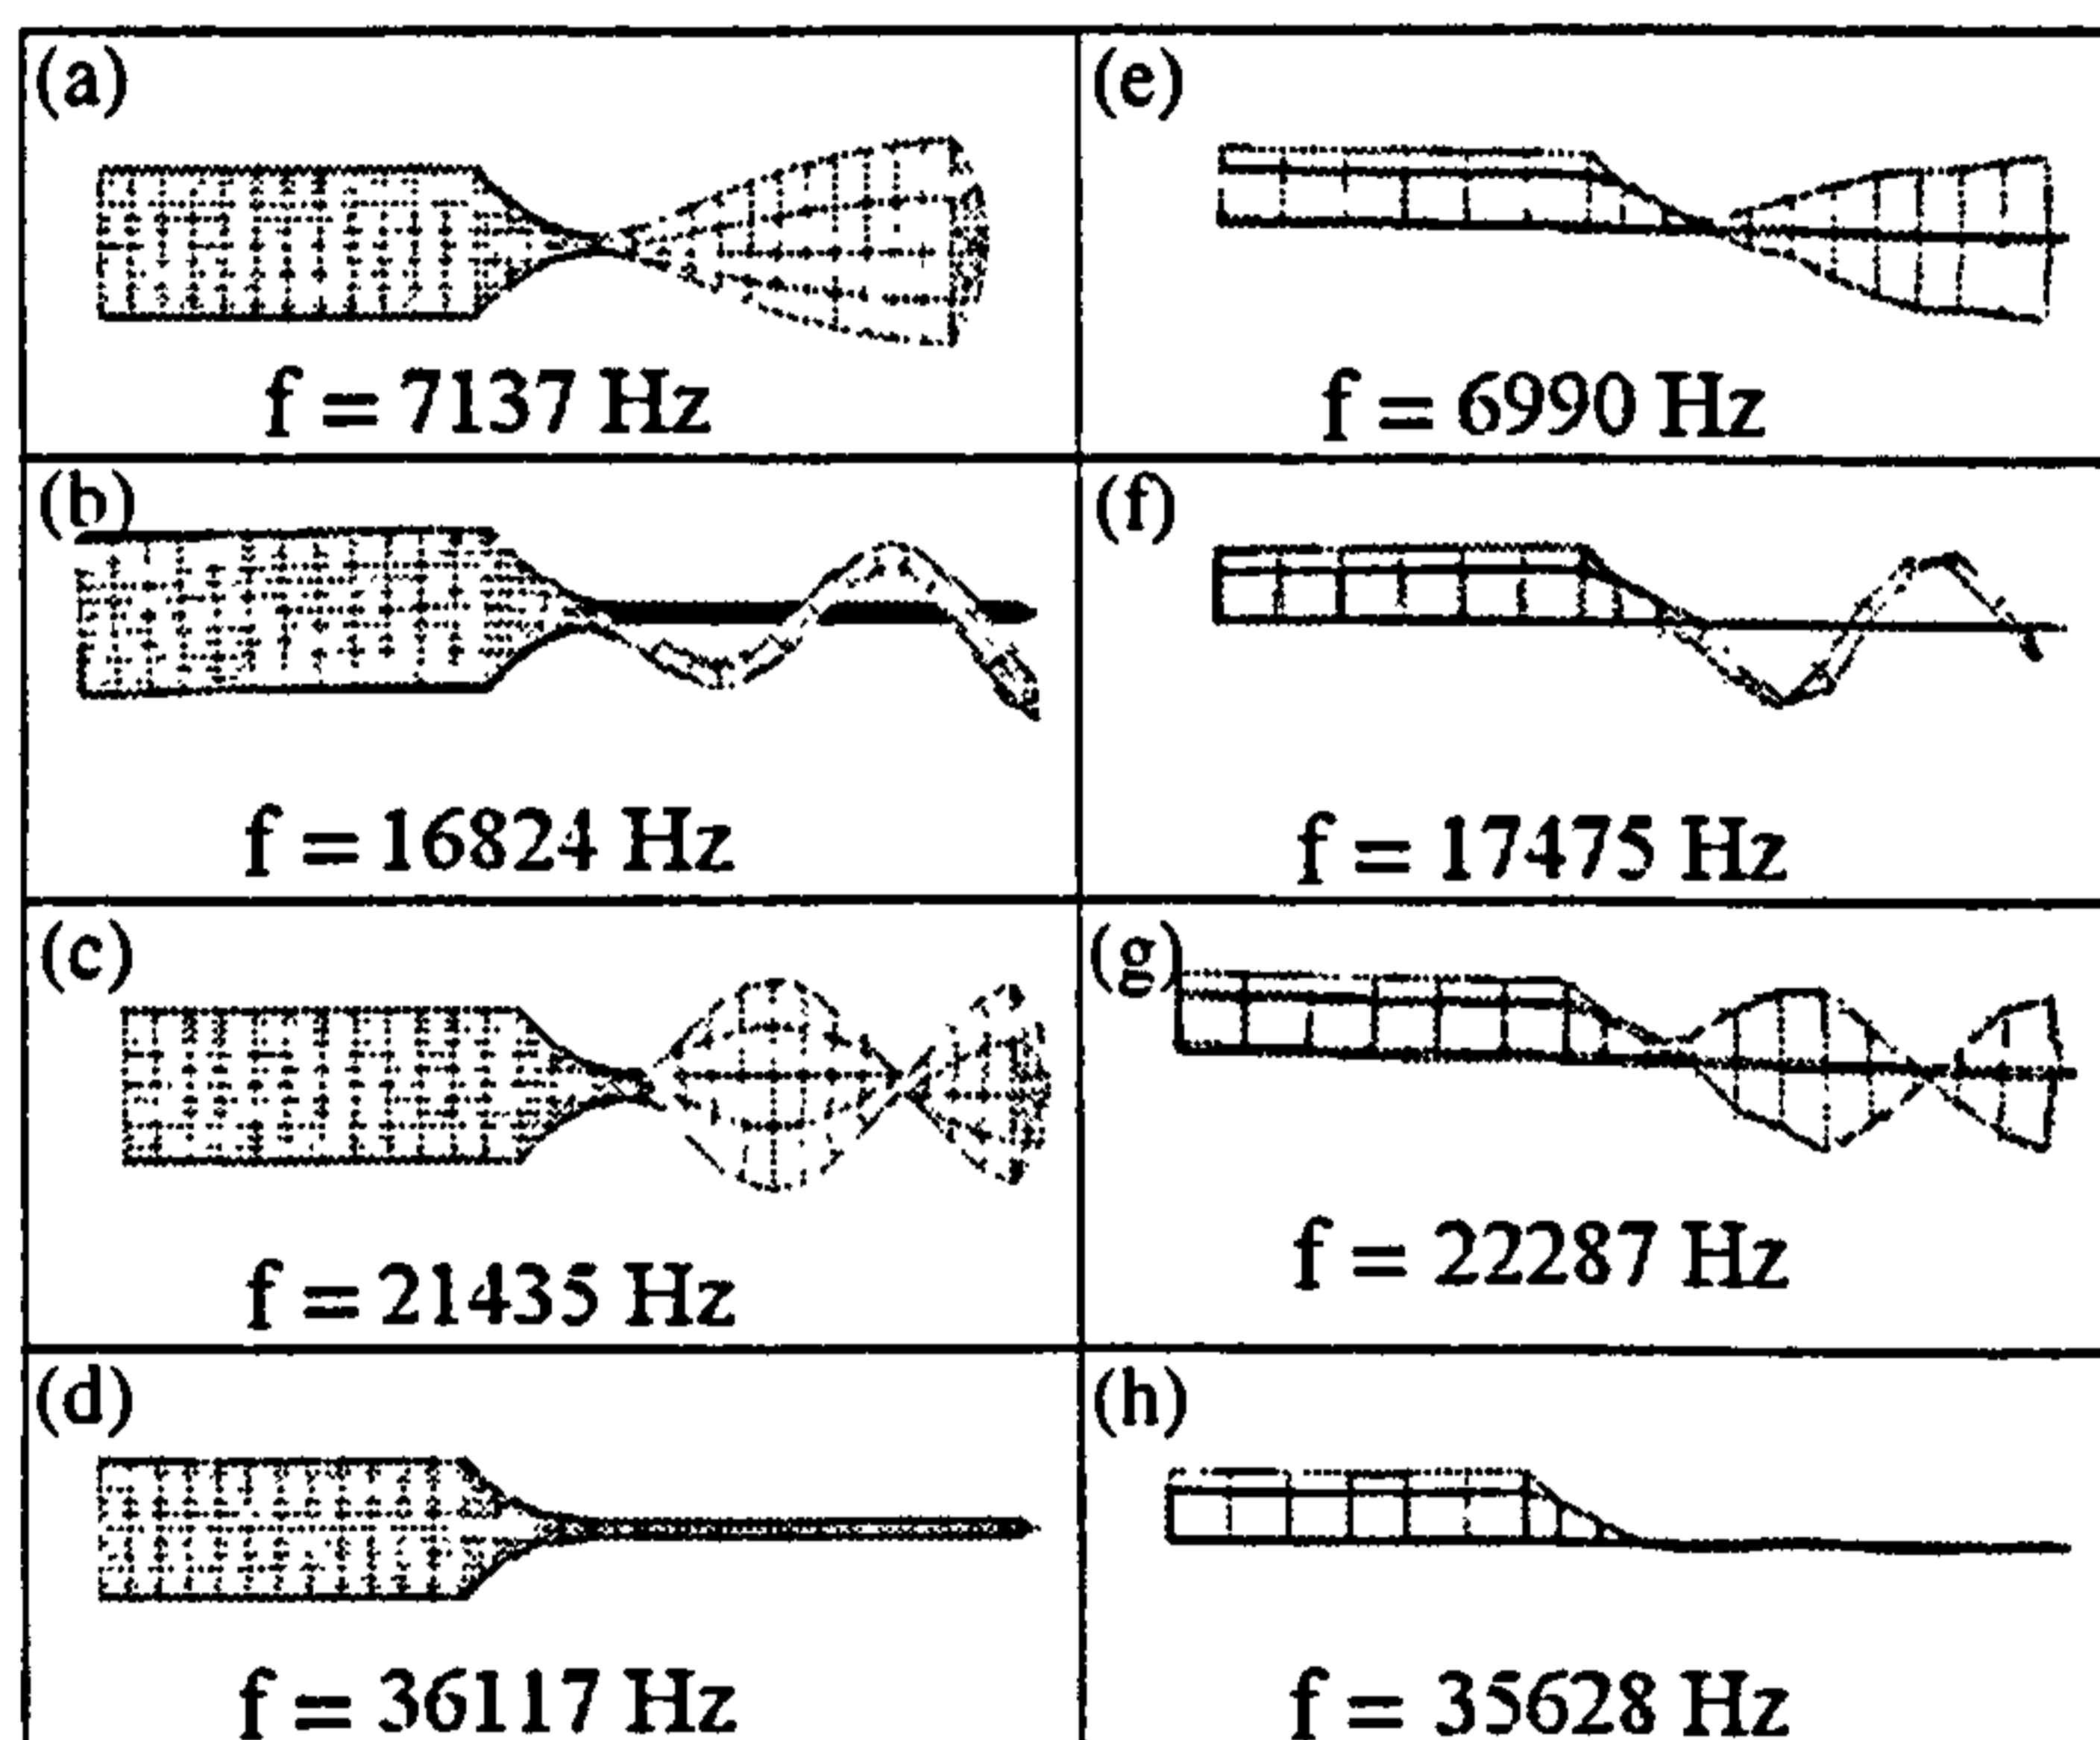 (a)
f = 7137 Hz
(b)
f = 16824 Hz
(c)
f = 21435 Hz
(d)
f = 36117 Hz
(e)
f = 6990 Hz
(f)
f = 17475 Hz
(g)
f = 22287 Hz
(h)
f = 35628 Hz